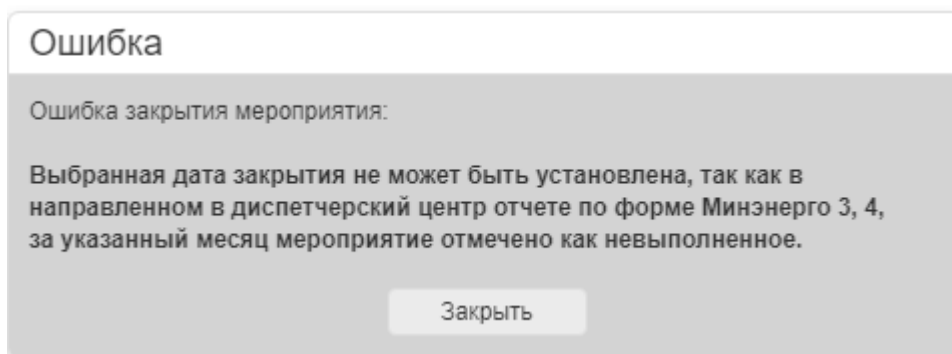 Ошибка
Ошибка закрытия мероприятия:
Выбранная дата закрытия не может быть установлена, так как в
направленном в диспетчерский центр отчете по форме Минэнерго 3, 4,
за указанный месяц мероприятие отмечено как невыполненное.
Закрыть